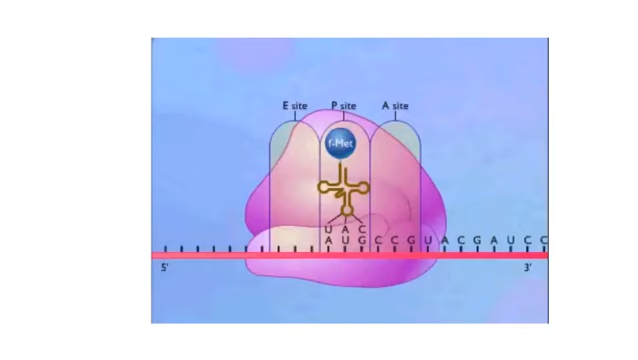 E site P site A site
f-Met
U A C
A U G C C G U A C G A U C C
5' 3'